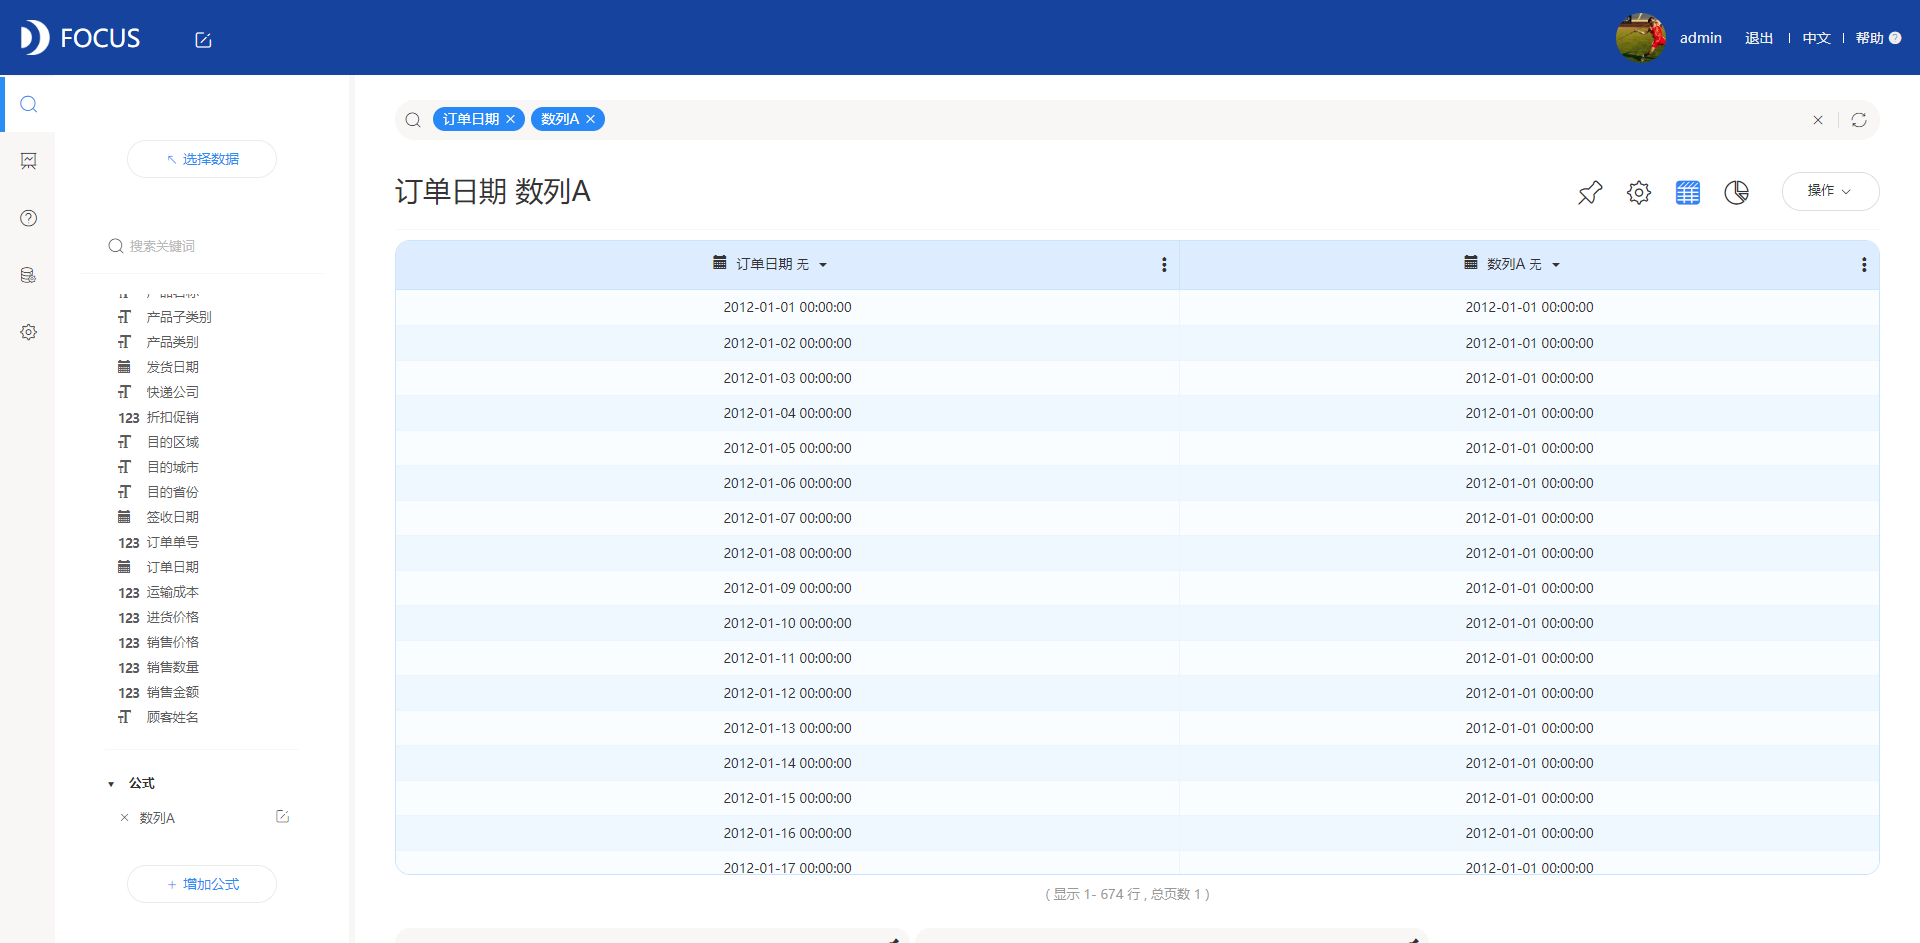 FOCUS
admin 退出 中文 帮助 ?
订单日期 × 数列A ×
选择数据
订单日期 数列A
操作
搜索关键词
订单日期 无 数列A 无
产品名称
产品子类别
产品类别
发货日期
快递公司
123 折扣促销
目的区域
目的城市
目的省份
签收日期
123 订单单号
订单日期
123 运输成本
123 进货价格
123 销售价格
123 销售数量
123 销售金额
顾客姓名
公式
× 数列A
+ 增加公式
2012-01-01 00:00:00 2012-01-01 00:00:00
2012-01-02 00:00:00 2012-01-01 00:00:00
2012-01-03 00:00:00 2012-01-01 00:00:00
2012-01-04 00:00:00 2012-01-01 00:00:00
2012-01-05 00:00:00 2012-01-01 00:00:00
2012-01-06 00:00:00 2012-01-01 00:00:00
2012-01-07 00:00:00 2012-01-01 00:00:00
2012-01-08 00:00:00 2012-01-01 00:00:00
2012-01-09 00:00:00 2012-01-01 00:00:00
2012-01-10 00:00:00 2012-01-01 00:00:00
2012-01-11 00:00:00 2012-01-01 00:00:00
2012-01-12 00:00:00 2012-01-01 00:00:00
2012-01-13 00:00:00 2012-01-01 00:00:00
2012-01-14 00:00:00 2012-01-01 00:00:00
2012-01-15 00:00:00 2012-01-01 00:00:00
2012-01-16 00:00:00 2012-01-01 00:00:00
2012-01-17 00:00:00 2012-01-01 00:00:00
( 显示 1- 674 行 , 总页数 1 )